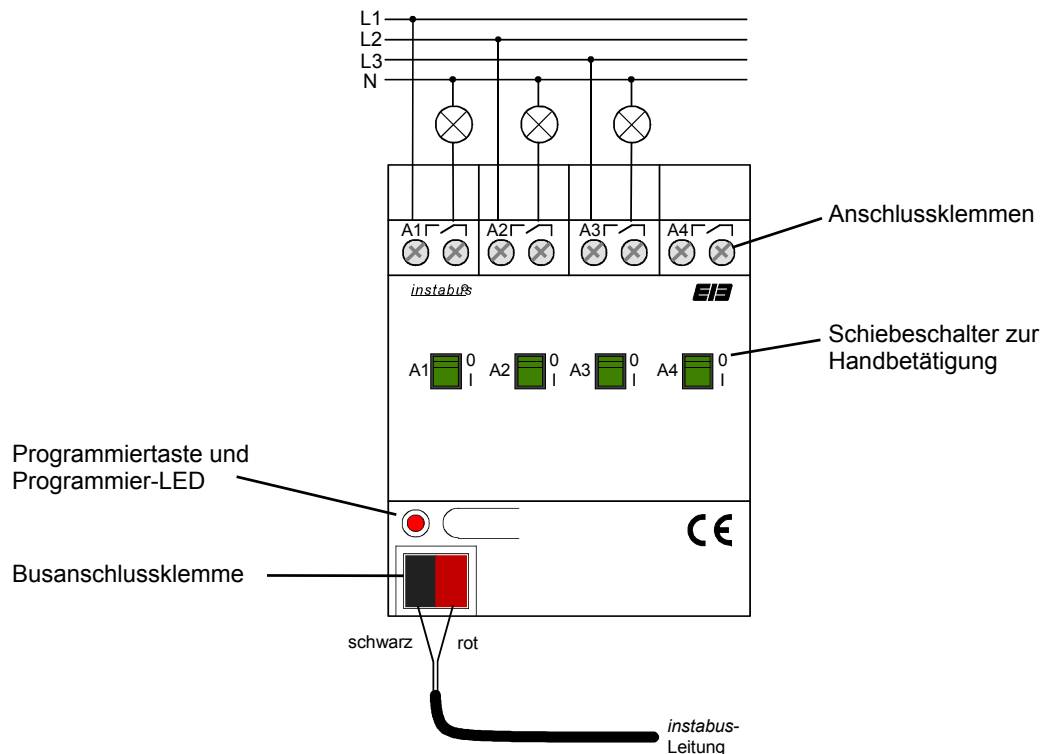 L1
L2
L3
N
A1 A2 A3 A4
Anschlussklemmen
instabus® EIB
Schiebeschalter zur
Handbetätigung
A1 0 I A2 0 I A3 0 I A4 0 I
Programmiertaste und
Programmier-LED
CE
Busanschlussklemme
schwarz rot
instabus-
Leitung